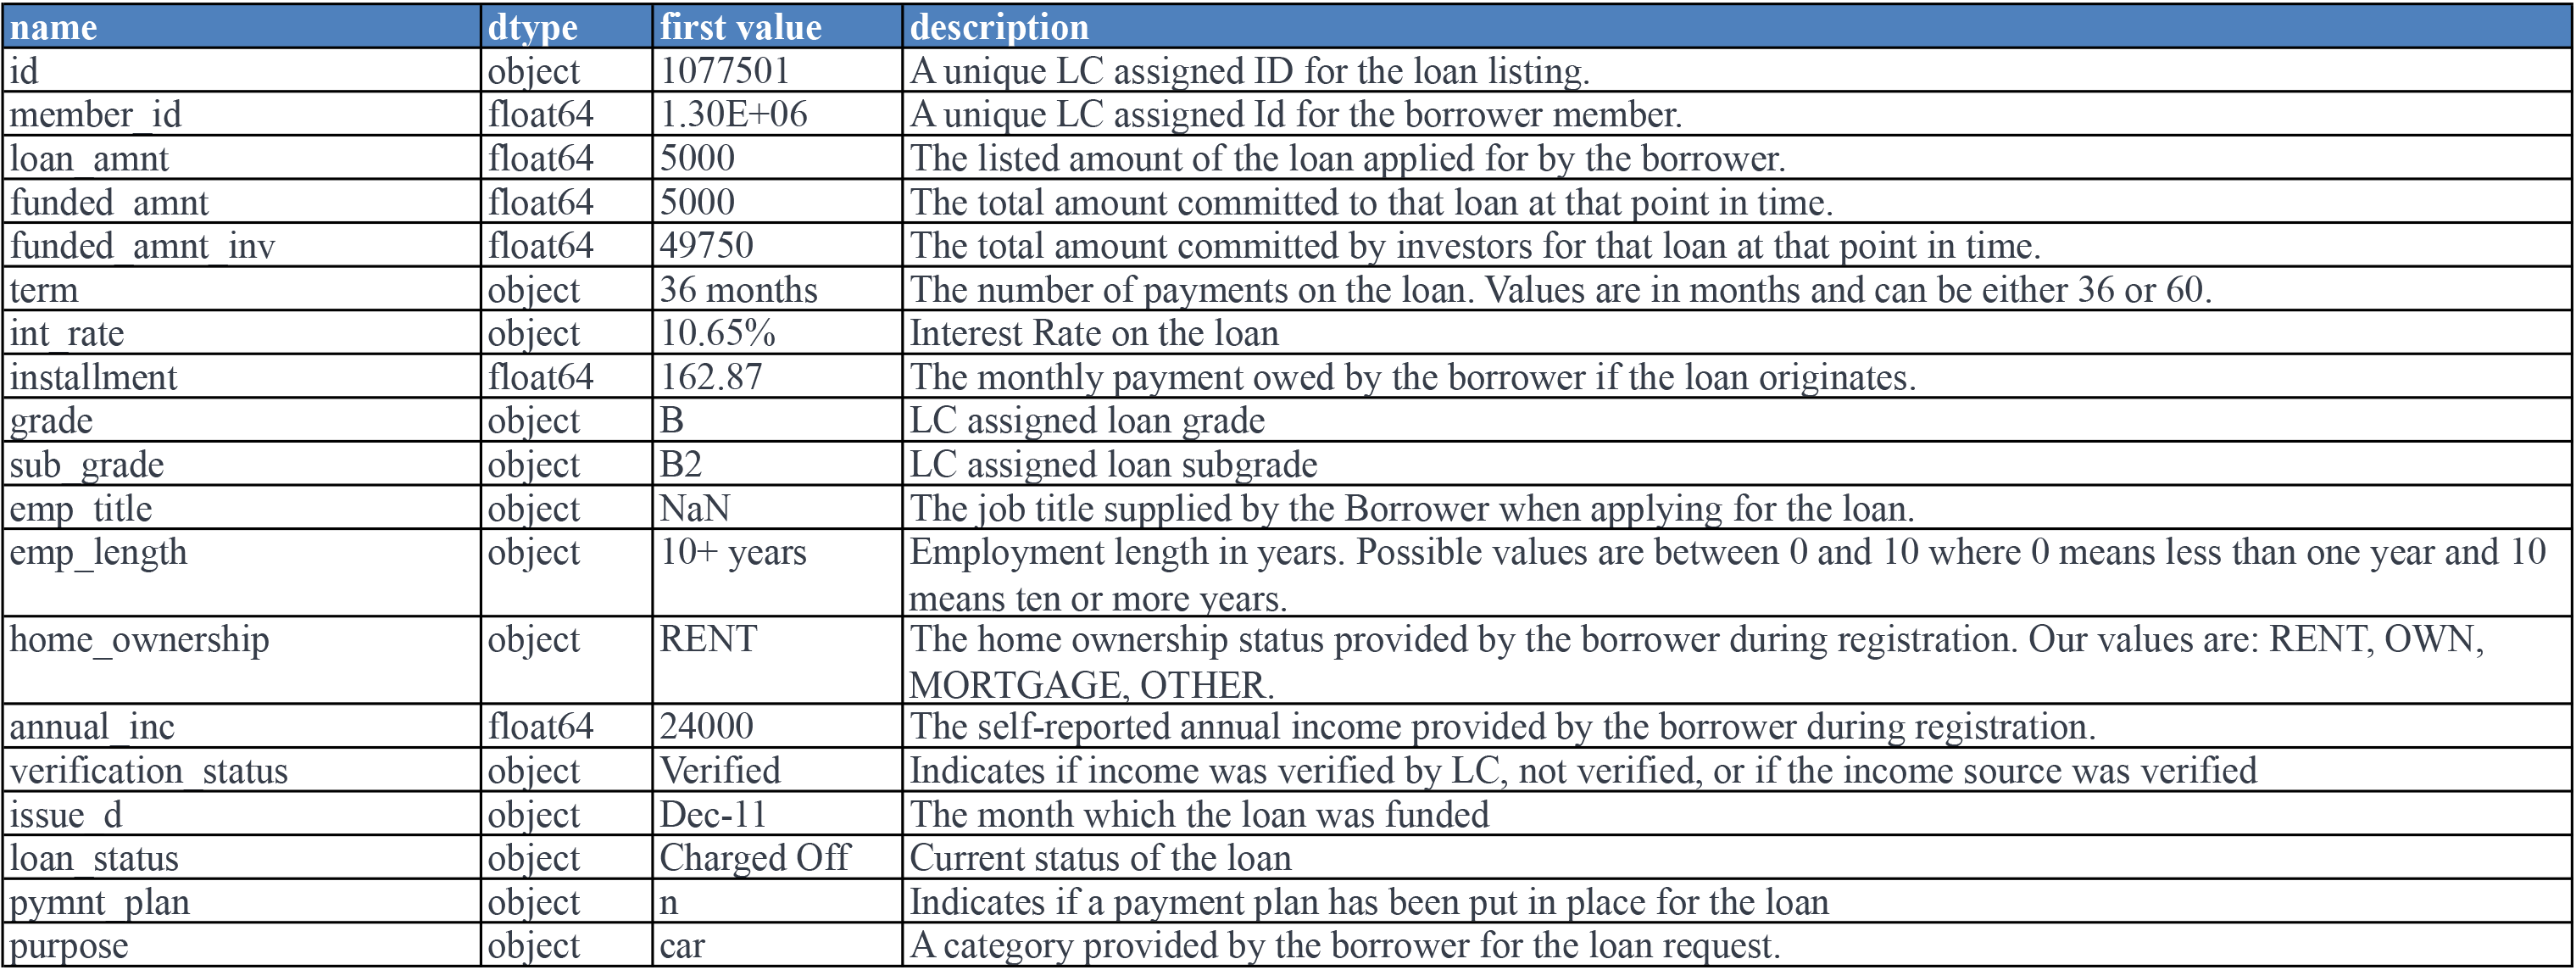 name dtype first value description
id object 1077501 A unique LC assigned ID for the loan listing.
member_id float64 1.30E+06 A unique LC assigned Id for the borrower member.
loan_amnt float64 5000 The listed amount of the loan applied for by the borrower.
funded_amnt float64 5000 The total amount committed to that loan at that point in time.
funded_amnt_inv float64 49750 The total amount committed by investors for that loan at that point in time.
term object 36 months The number of payments on the loan. Values are in months and can be either 36 or 60.
int_rate object 10.65% Interest Rate on the loan
installment float64 162.87 The monthly payment owed by the borrower if the loan originates.
grade object B LC assigned loan grade
sub_grade object B2 LC assigned loan subgrade
emp_title object NaN The job title supplied by the Borrower when applying for the loan.
emp_length object 10+ years Employment length in years. Possible values are between 0 and 10 where 0 means less than one year and 10
means ten or more years.
home_ownership object RENT The home ownership status provided by the borrower during registration. Our values are: RENT, OWN,
MORTGAGE, OTHER.
annual_inc float64 24000 The self-reported annual income provided by the borrower during registration.
verification_status object Verified Indicates if income was verified by LC, not verified, or if the income source was verified
issue_d object Dec-11 The month which the loan was funded
loan_status object Charged Off Current status of the loan
pymnt_plan object n Indicates if a payment plan has been put in place for the loan
purpose object car A category provided by the borrower for the loan request.